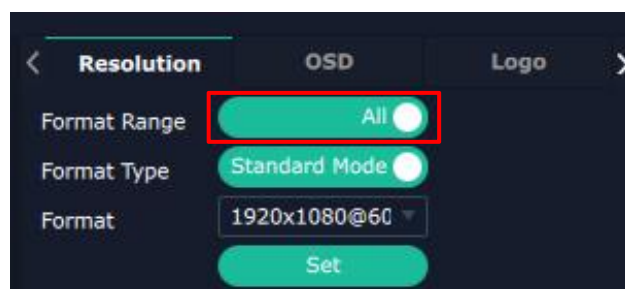 Resolution OSD Logo
Format Range All
Format Type Standard Mode
Format 1920x1080@60
Set